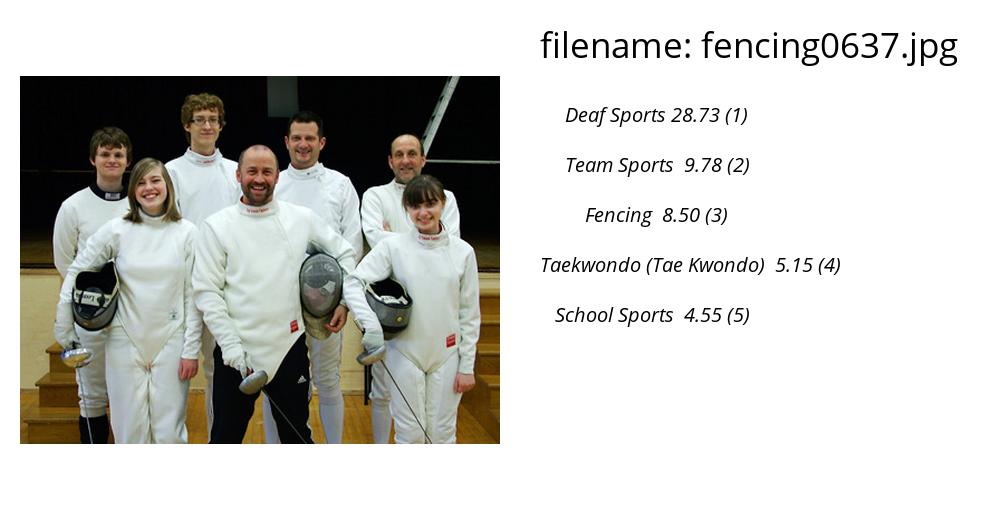 filename: fencing0637.jpg
Deaf Sports 28.73 (1)
Team Sports 9.78 (2)
Fencing 8.50 (3)
Taekwondo (Tae Kwondo) 5.15 (4)
School Sports 4.55 (5)